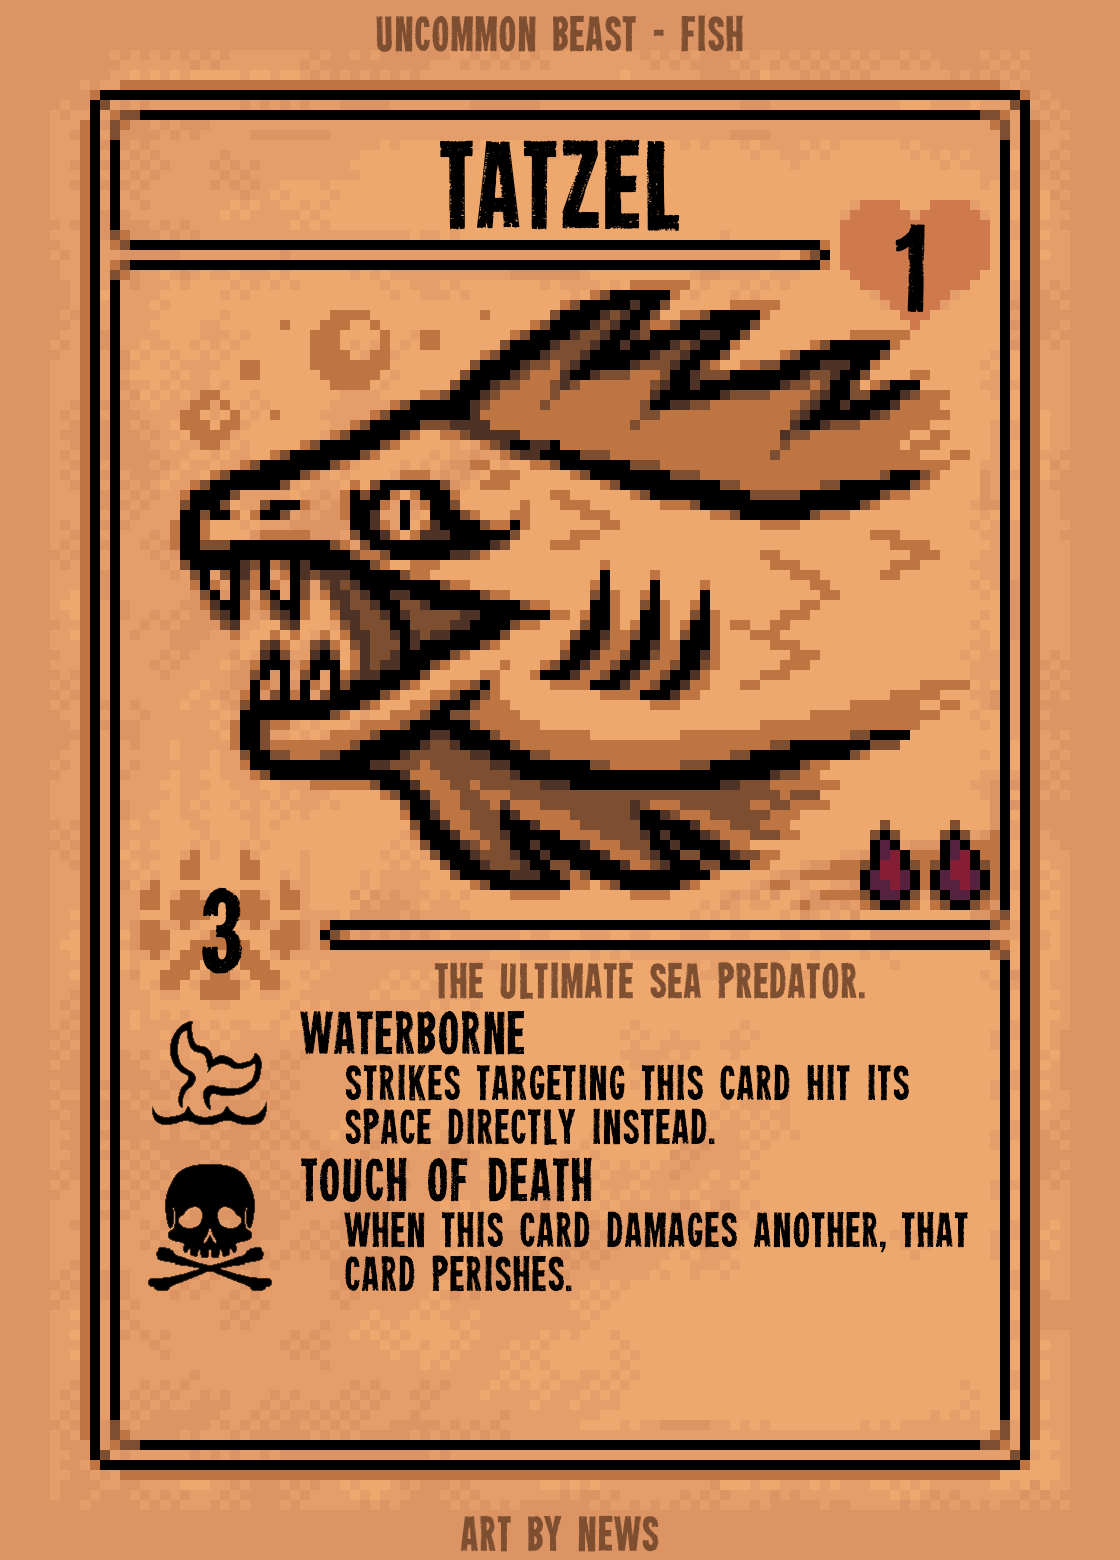 UNCOMMON BEAST - FISH
TATZEL
1
3
THE ULTIMATE SEA PREDATOR.
WATERBORNE
STRIKES TARGETING THIS CARD HIT ITS
SPACE DIRECTLY INSTEAD.
TOUCH OF DEATH
WHEN THIS CARD DAMAGES ANOTHER, THAT
CARD PERISHES.
ART BY NEWS